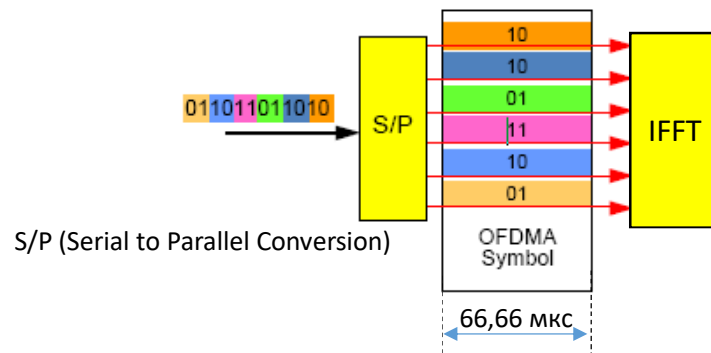 011011011010
S/P
10
10
01
11
10
01
OFDMA
Symbol
IFFT
S/P (Serial to Parallel Conversion)
66,66 мкс